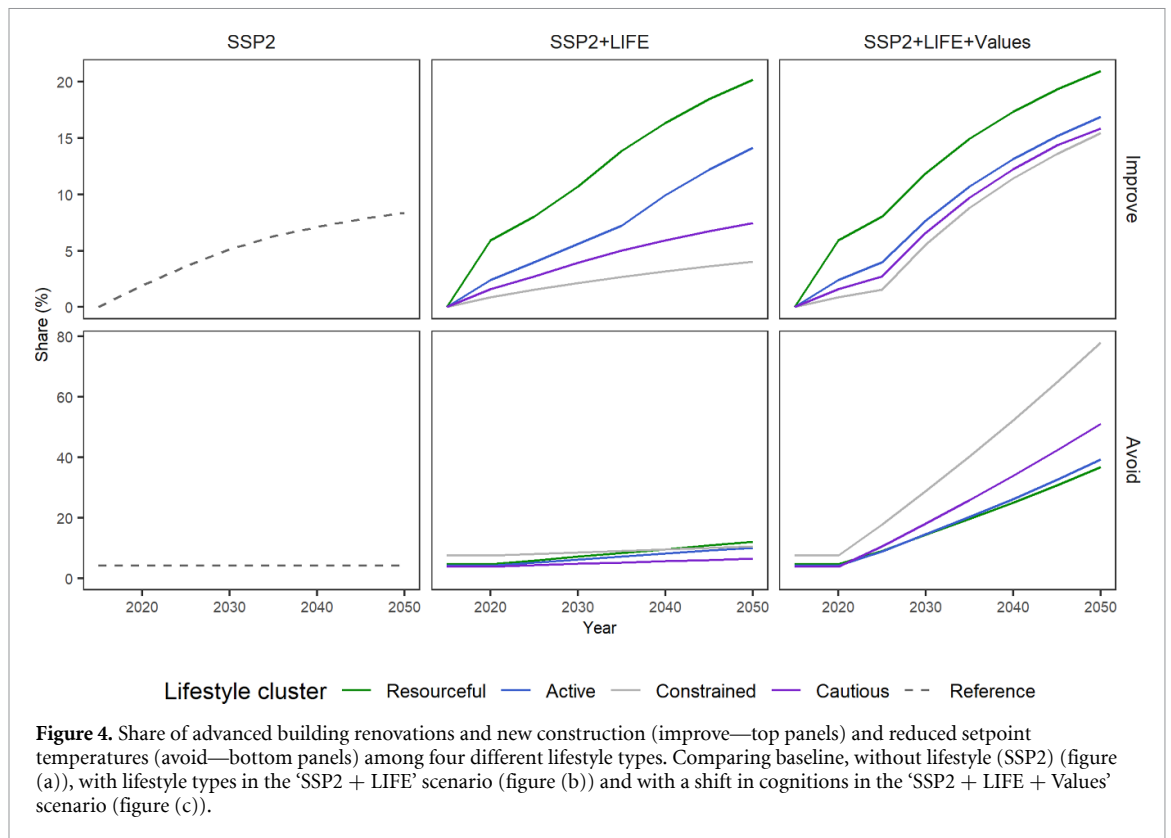 SSP2 SSP2+LIFE SSP2+LIFE+Values
20
15
10
5
0
Improve
Share (%)
80
60
40
20
0
Avoid
2020 2030 2040 2050 2020 2030 2040 2050 2020 2030 2040 2050
Year
Lifestyle cluster Resourceful Active Constrained Cautious Reference
Figure 4. Share of advanced building renovations and new construction (improve—top panels) and reduced setpoint
temperatures (avoid—bottom panels) among four different lifestyle types. Comparing baseline, without lifestyle (SSP2) (figure
(a)), with lifestyle types in the ‘SSP2 + LIFE’ scenario (figure (b)) and with a shift in cognitions in the ‘SSP2 + LIFE + Values’
scenario (figure (c)).